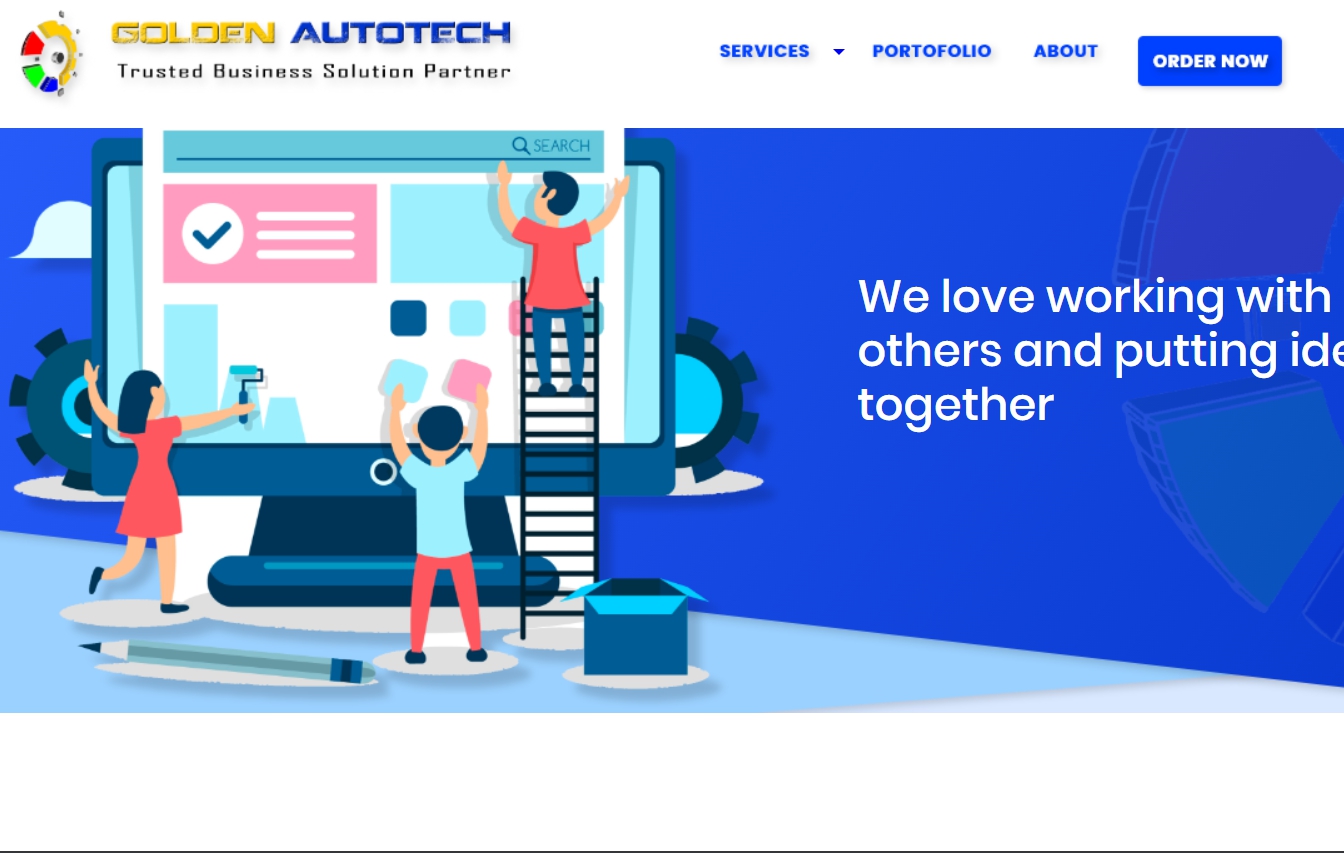 GOLDEN AUTOTECH
Trusted Business Solution Partner
SERVICES
PORTOFOLIO
ABOUT
ORDER NOW
SEARCH
We love working with
others and putting ide
together